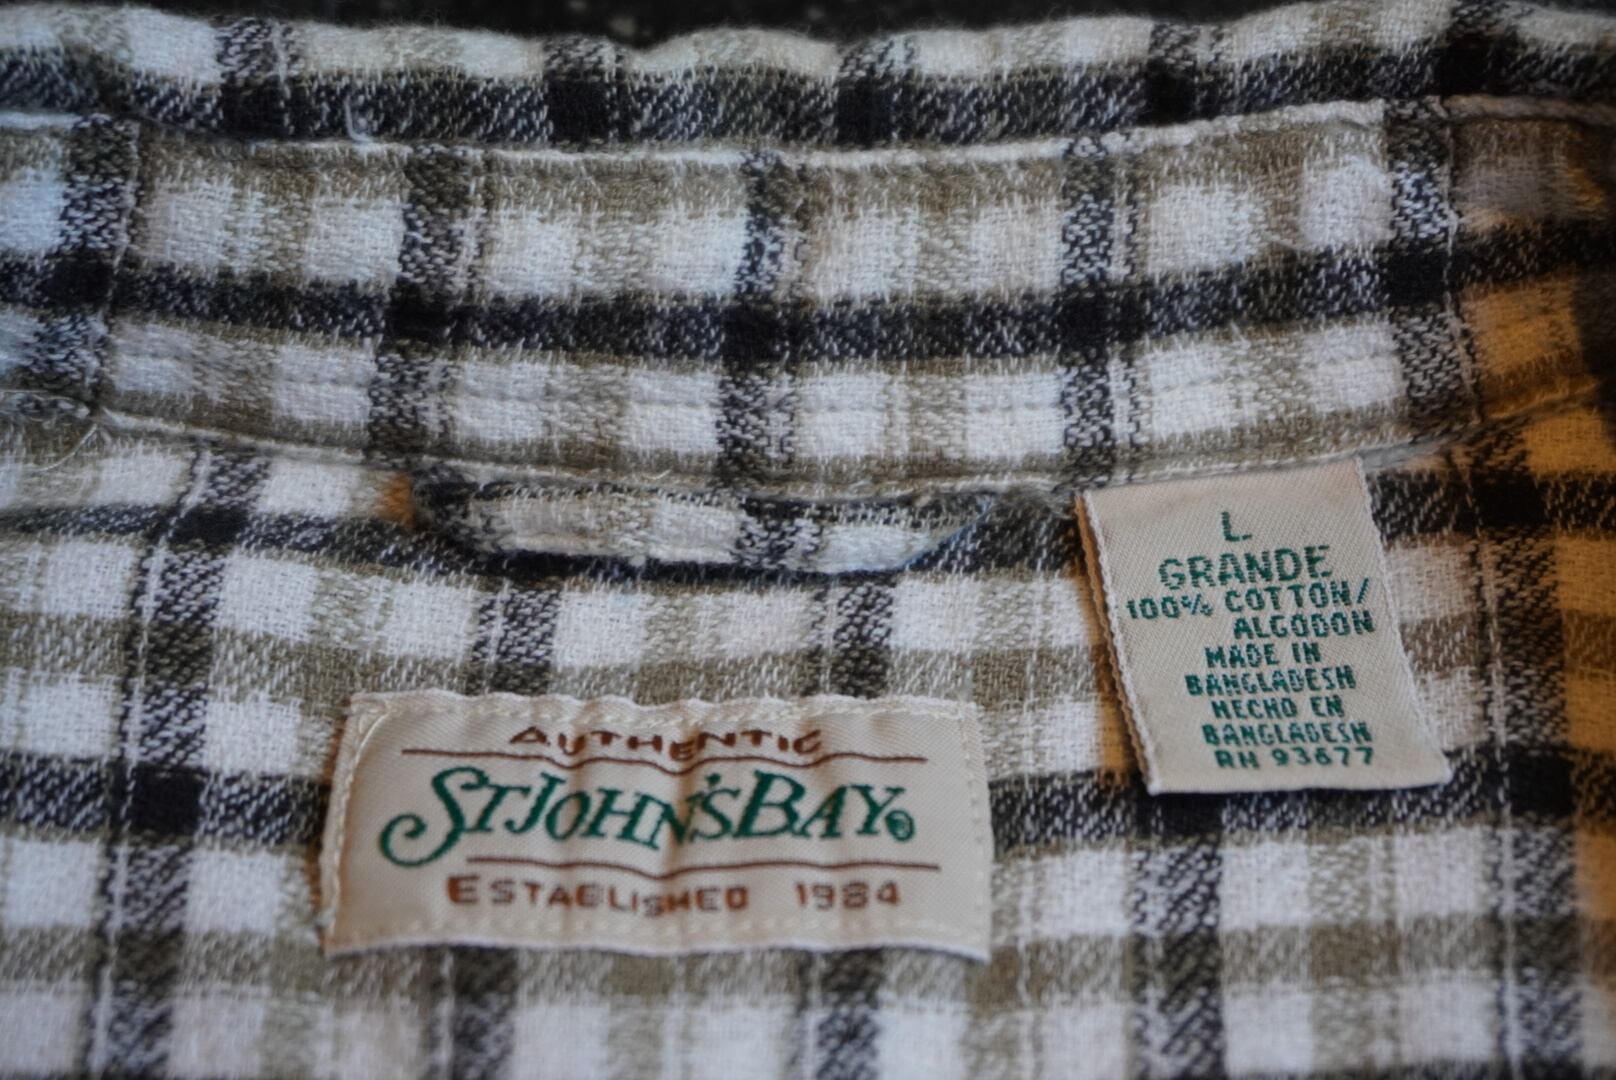 L
GRANDE
100% COTTON/
ALGODON
MADE IN
BANGLADESH
HECHO EN
BANGLADESH
RN 93677
AUTHENTIC
ST JOHN'S BAY®
ESTABLISHED 1984